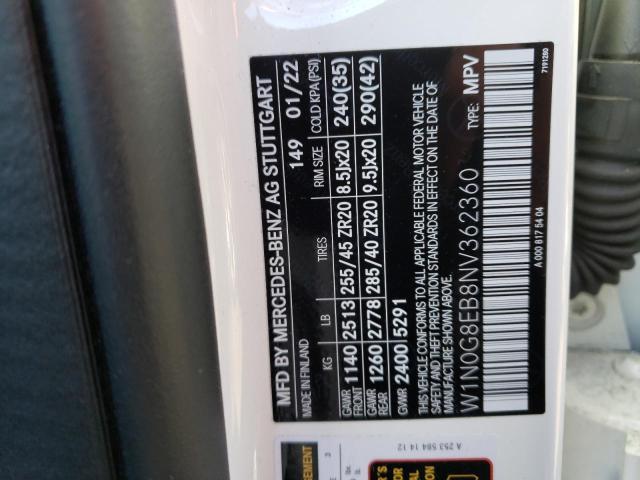 MFD BY MERCEDES-BENZ AG STUTTGART
MADE IN FINLAND 149 01/22
KG LB TIRES RIM SIZE COLD KPA (PSI)
GAWR FRONT 1140 2513 255/45 ZR20 8.5Jx20 240(35)
GAWR REAR 1260 2778 285/40 ZR20 9.5Jx20 290(42)
GVWR 2400 5291
THIS VEHICLE CONFORMS TO ALL APPLICABLE FEDERAL MOTOR VEHICLE
SAFETY AND THEFT PREVENTION STANDARDS IN EFFECT ON THE DATE OF
MANUFACTURE SHOWN ABOVE.
W1N0G8EB8NV362360 TYPE: MPV
A 000 817 54 04
7191280
A 253 584 14 12